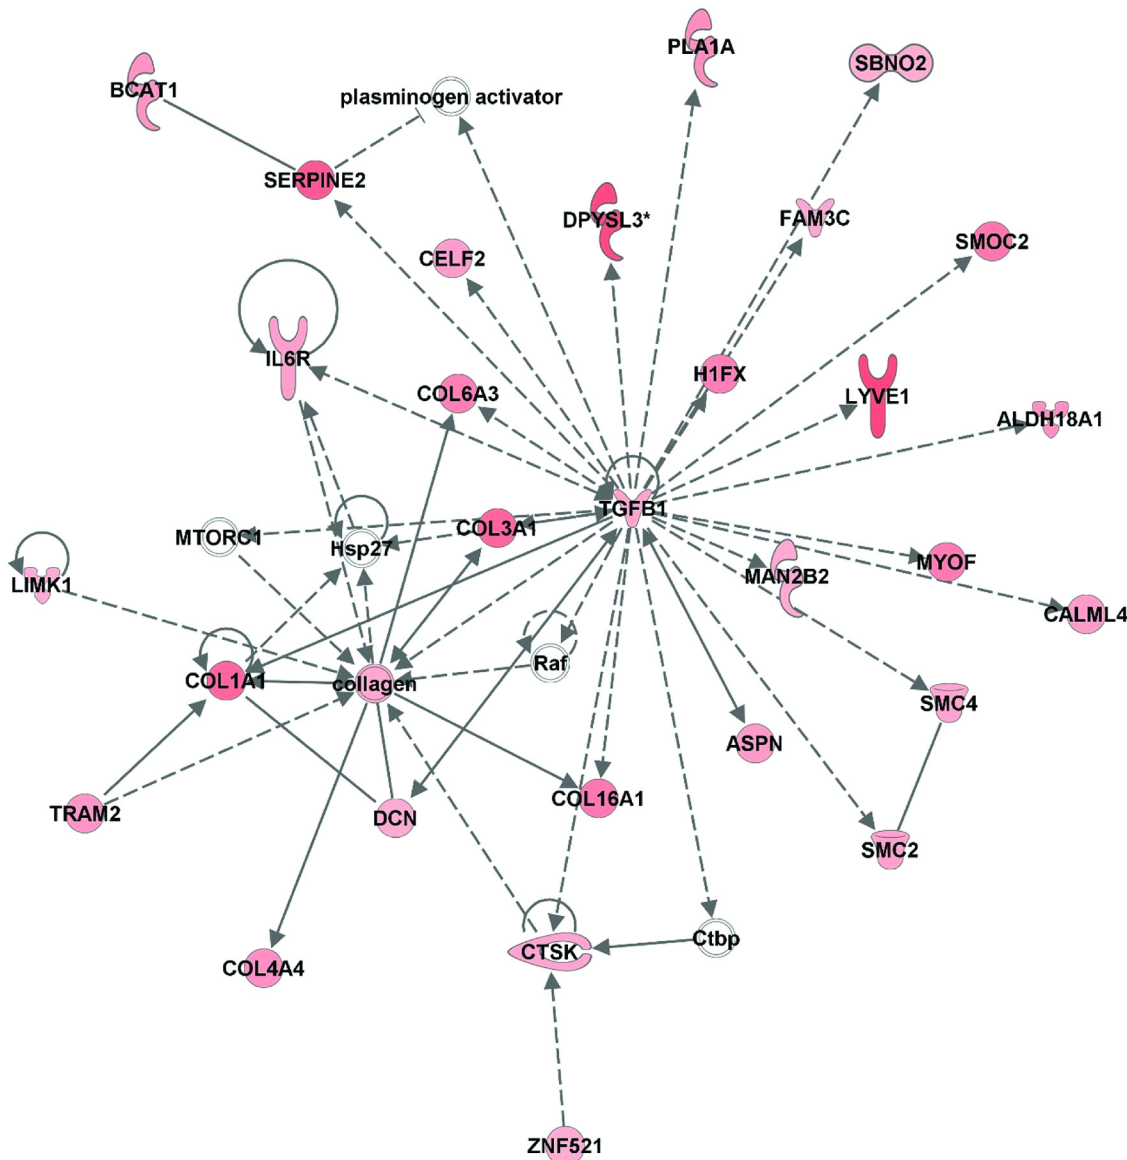 PLA1A
SBNO2
BCAT1
plasminogen activator
SERPINE2
DPYSL3*
FAM3C
SMOC2
CELF2
IL6R
COL6A3
H1FX
LYVE1
ALDH18A1
TGFB1
MTORC1
Hsp27
COL3A1
LIMK1
MAN2B2
MYOF
CALML4
Raf
COL1A1
collagen
SMC4
ASPN
TRAM2
DCN
COL16A1
SMC2
Ctbp
CTSK
COL4A4
ZNF521